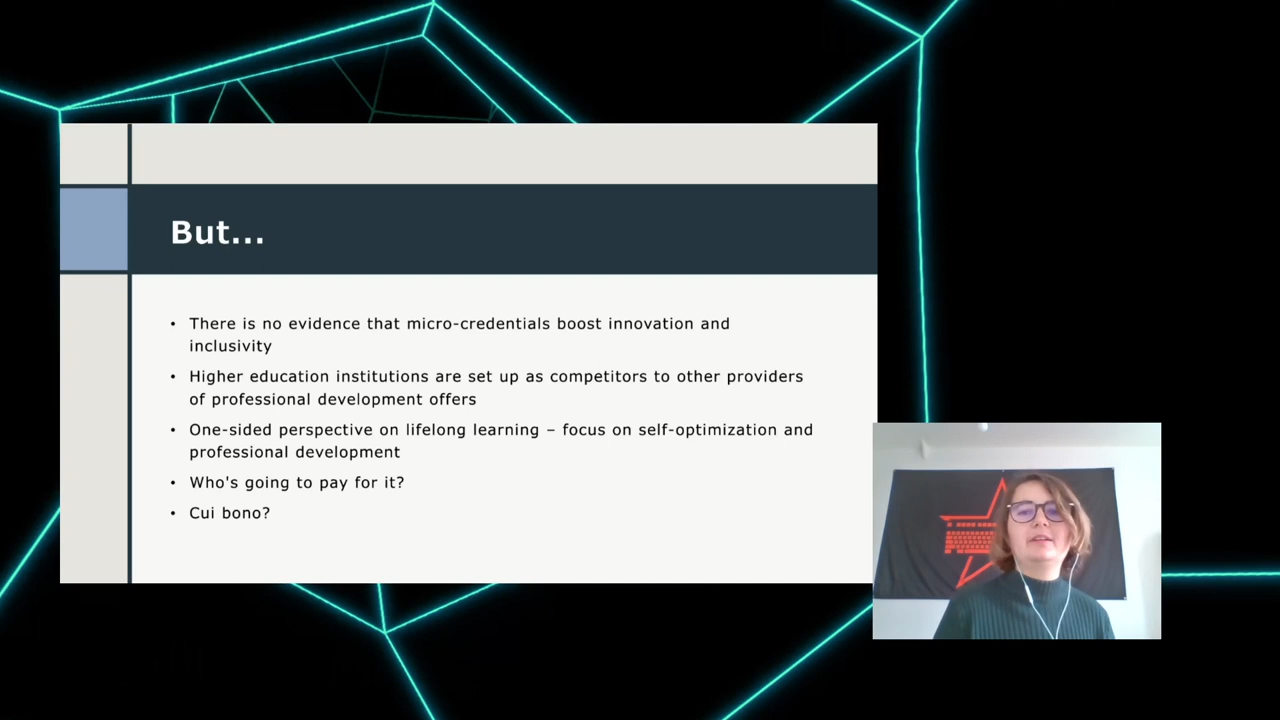 But...
• There is no evidence that micro-credentials boost innovation and
inclusivity
• Higher education institutions are set up as competitors to other providers
of professional development offers
• One-sided perspective on lifelong learning – focus on self-optimization and
professional development
• Who's going to pay for it?
• Cui bono?